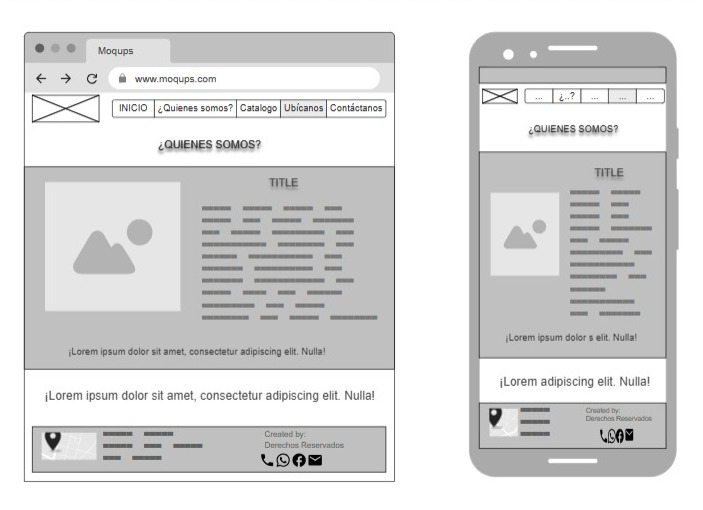 Moqups
www.moqups.com
INICIO ¿Quienes somos? Catalogo Ubícanos Contáctanos
¿QUIENES SOMOS?
TITLE
¡Lorem ipsum dolor sit amet, consectetur adipiscing elit. Nulla!
¡Lorem ipsum dolor sit amet, consectetur adipiscing elit. Nulla!
Created by:
Derechos Reservados
... ¿..? ... ... ...
¿QUIENES SOMOS?
TITLE
¡Lorem ipsum dolor s elit. Nulla!
¡Lorem adipiscing elit. Nulla!
Created by;
Derechos Reservados